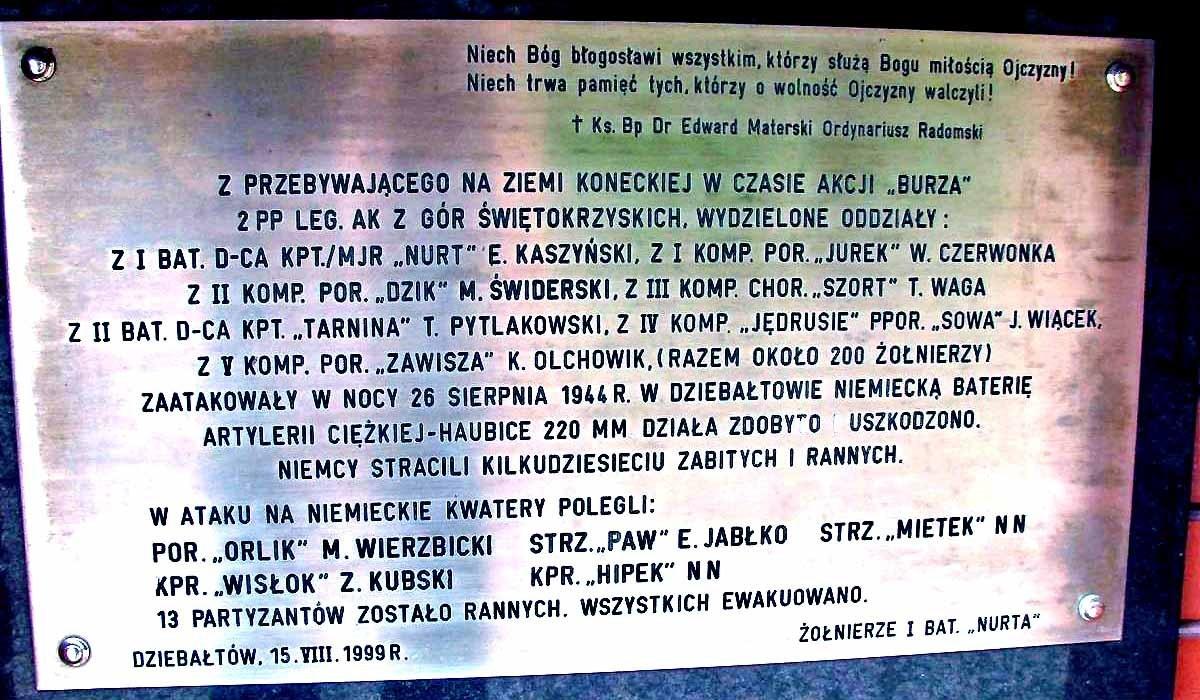 Niech Bóg błogosławi wszystkim, którzy służą Bogu miłością Ojczyzny!
Niech trwa pamięć tych, którzy o wolność Ojczyzny walczyli!
† Ks. Bp Dr Edward Materski Ordynariusz Radomski
Z PRZEBYWAJĄCEGO NA ZIEMI KONECKIEJ W CZASIE AKCJI „BURZA”
2 PP LEG. AK Z GÓR ŚWIĘTOKRZYSKICH, WYDZIELONE ODDZIAŁY:
Z I BAT. D-CA KPT./MJR „NURT” E. KASZYŃSKI, Z I KOMP. POR. „JUREK” W. CZERWONKA
Z II KOMP. POR. „DZIK” M. ŚWIDERSKI, Z III KOMP. CHOR. „SZORT” T. WAGA
Z II BAT. D-CA KPT. „TARNINA” T. PYTLAKOWSKI, Z IV KOMP. „JĘDRUSIE” PPOR. „SOWA” J. WIĄCEK,
Z V KOMP. POR. „ZAWISZA” K. OLCHOWIK, (RAZEM OKOŁO 200 ŻOŁNIERZY)
ZAATAKOWAŁY W NOCY 26 SIERPNIA 1944 R. W DZIEBAŁTOWIE NIEMIECKĄ BATERIĘ
ARTYLERII CIĘŻKIEJ-HAUBICE 220 MM DZIAŁA ZDOBYTO I USZKODZONO.
NIEMCY STRACILI KILKUDZIESIECIU ZABITYCH I RANNYCH.
W ATAKU NA NIEMIECKIE KWATERY POLEGLI:
POR. „ORLIK” M. WIERZBICKI STRZ. „PAW” E. JABŁKO STRZ. „MIETEK” NN
KPR. „WISŁOK” Z. KUBSKI KPR. „HIPEK” NN
13 PARTYZANTÓW ZOSTAŁO RANNYCH. WSZYSTKICH EWAKUOWANO.
ŻOŁNIERZE I BAT. „NURTA”
DZIEBAŁTÓW, 15.VIII.1999 R.